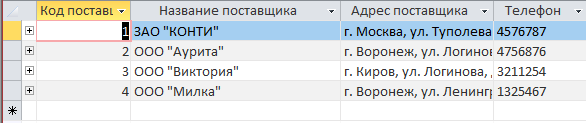 Код поставщ Название поставщика Адрес поставщика Телефон
1 ЗАО "КОНТИ" г. Москва, ул. Туполева 4576787
2 ООО "Аурита" г. Воронеж, ул. Логинов 4756876
3 ООО "Виктория" г. Киров, ул. Логинова, 3211254
4 ООО "Милка" г. Воронеж, ул. Ленингр 1325467